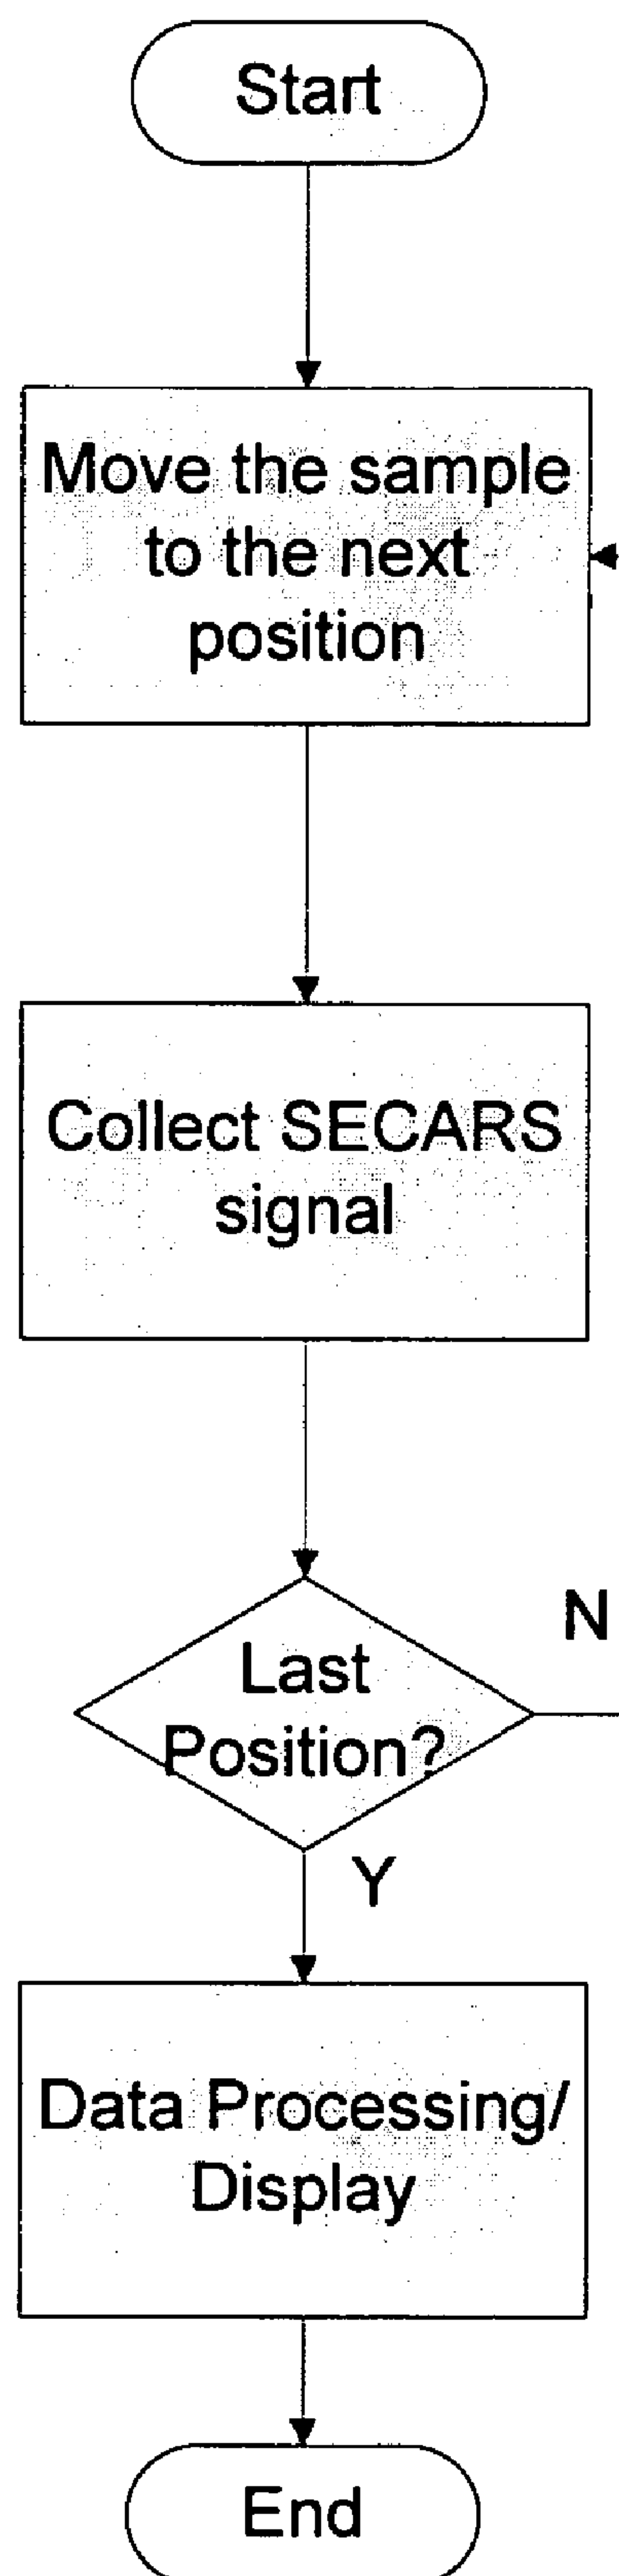 Start
Move the sample
to the next
position
Collect SECARS
signal
Last
Position?
N
Y
Data Processing/
Display
End